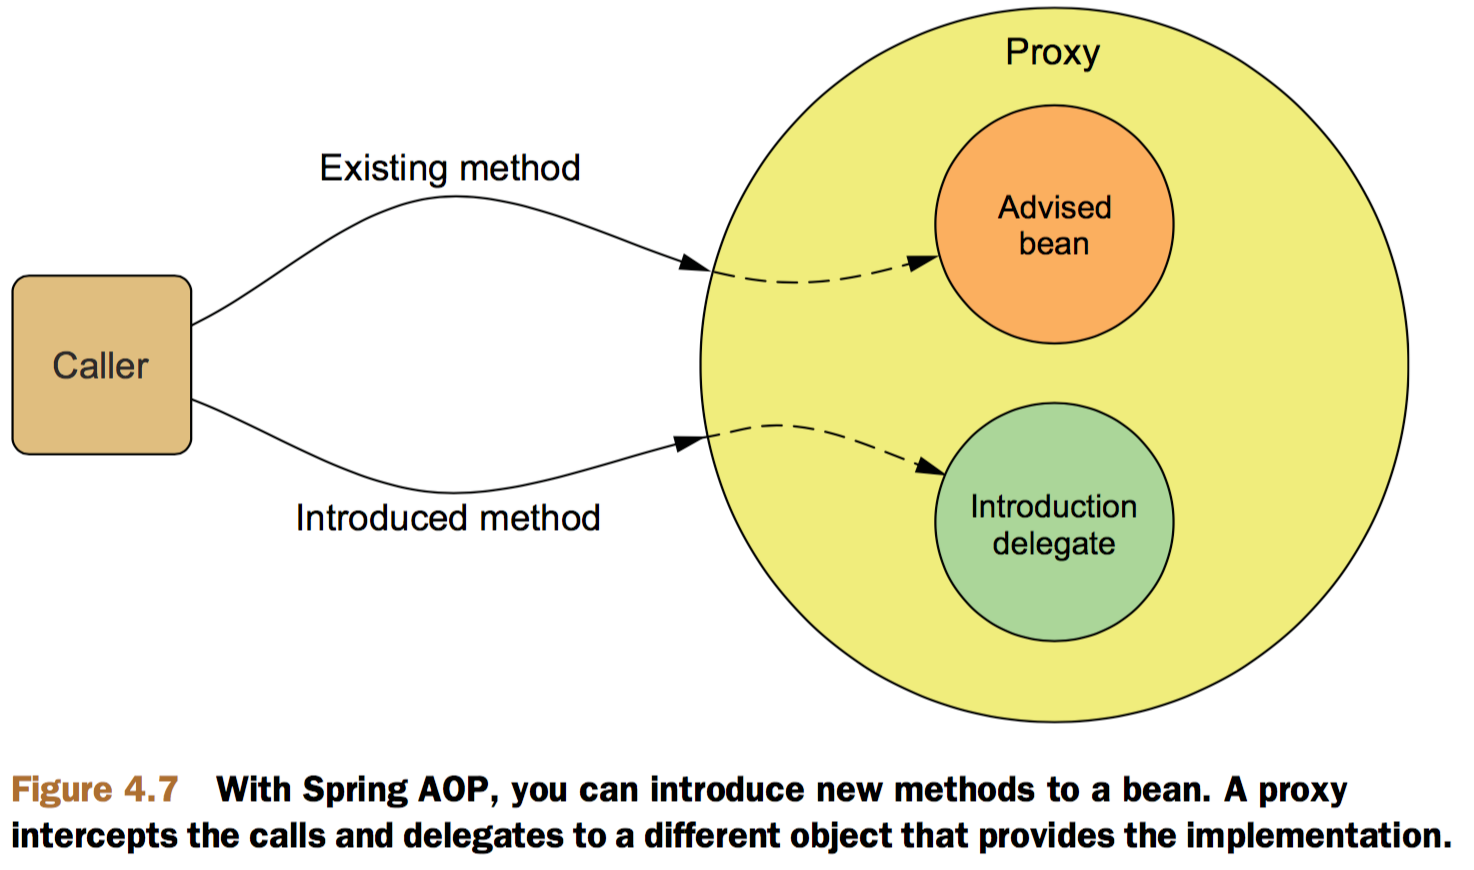 Proxy
Existing method
Advised
bean
Caller
Introduced method
Introduction
delegate
Figure 4.7 With Spring AOP, you can introduce new methods to a bean. A proxy
intercepts the calls and delegates to a different object that provides the implementation.